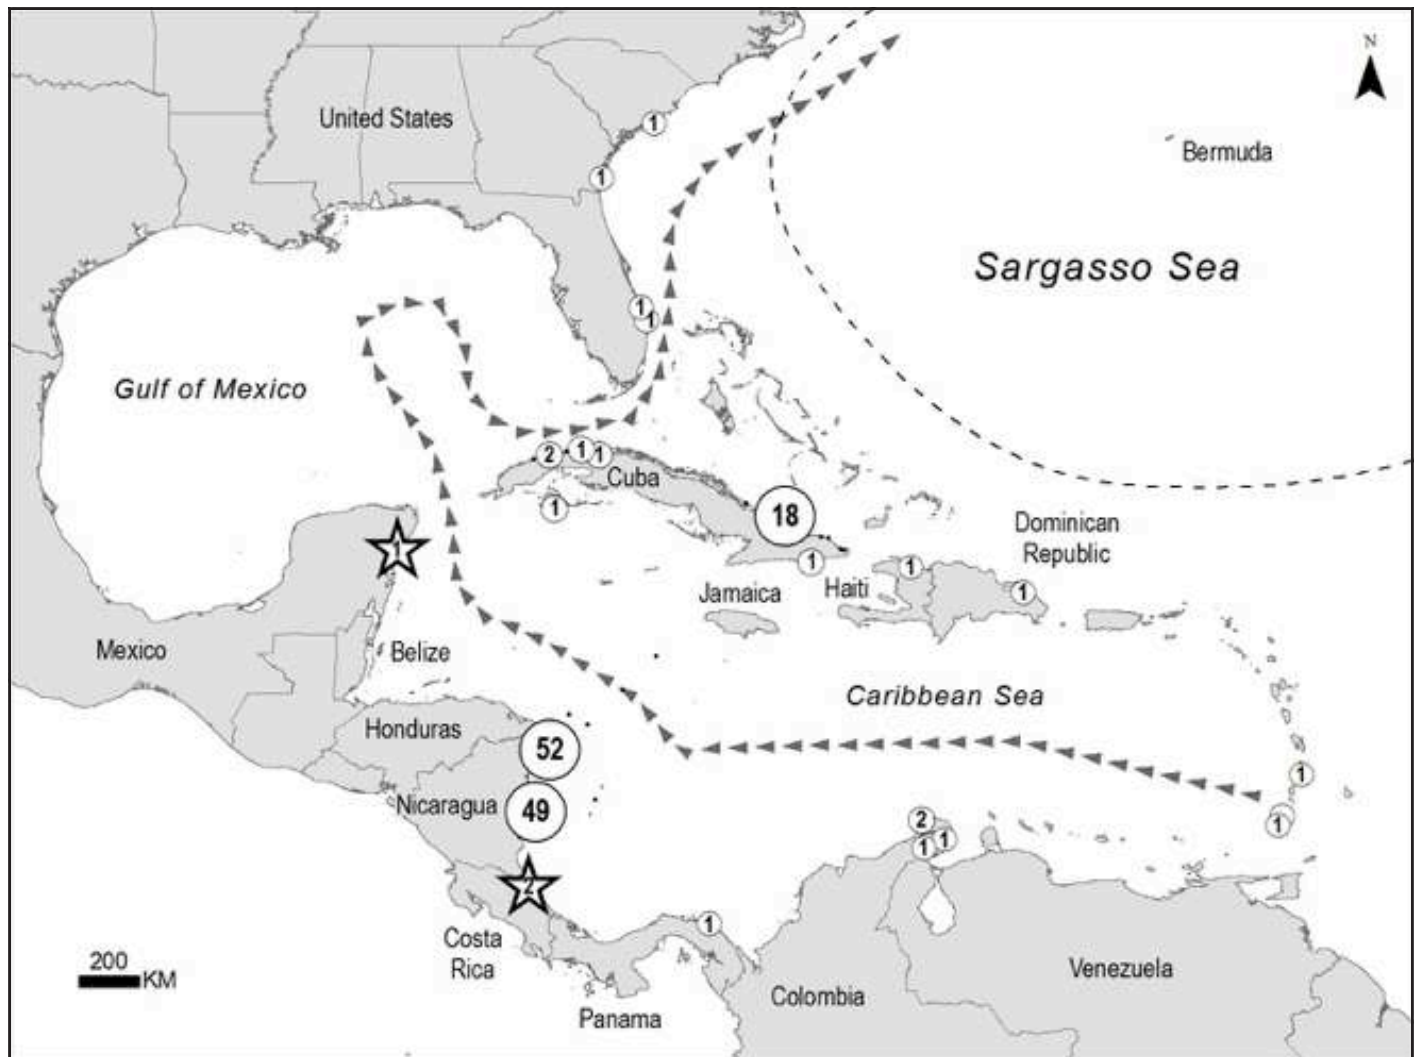 N
United States
1
Bermuda
1
Sargasso Sea
1
1
Gulf of Mexico
2
1
1
Cuba
1
18
Dominican
Republic
1
1
Haiti
1
1
Jamaica
Mexico
Belize
Caribbean Sea
Honduras
52
1
Nicaragua
49
2
1
1
1
2
1
Costa
Rica
200
KM
Venezuela
Colombia
Panama